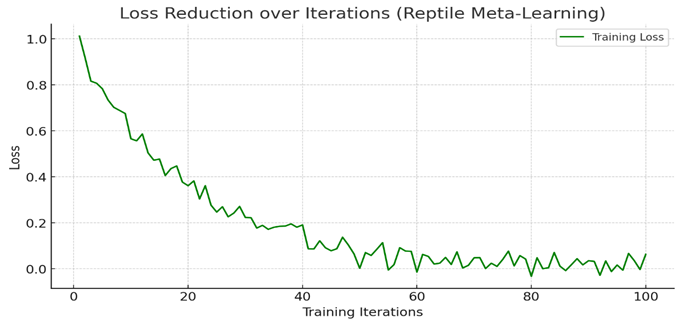 Loss Reduction over Iterations (Reptile Meta-Learning)
Training Loss
1.0
0.8
0.6
0.4
0.2
0.0
Loss
0 20 40 60 80 100
Training Iterations